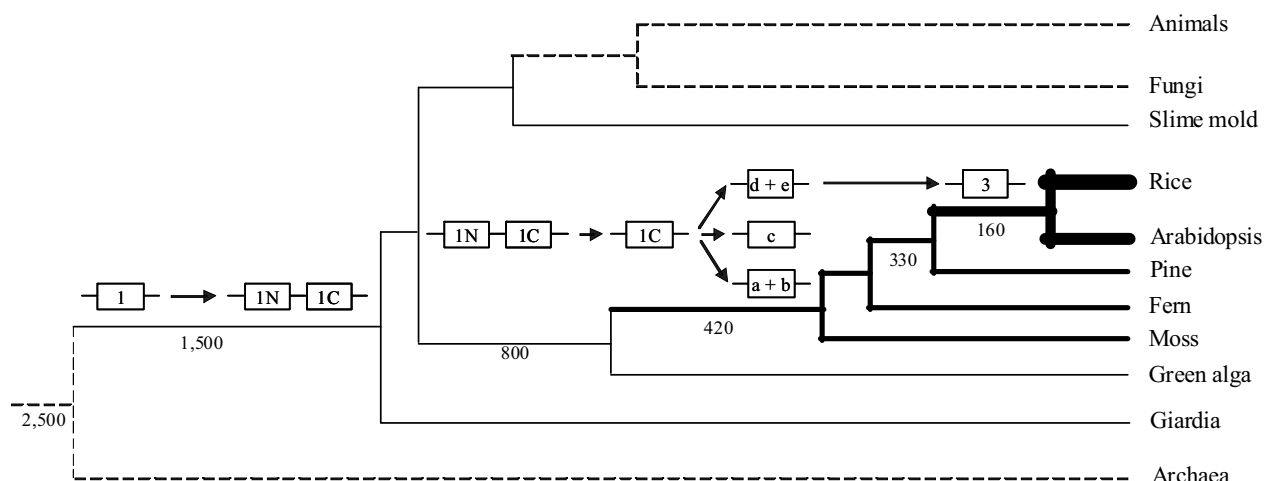 Animals
Fungi
Slime mold
d + e
3
Rice
1N 1C 1C c
160
Arabidopsis
330
Pine
a + b
1 1N 1C
Fern
420
Moss
1,500
800
Green alga
2,500
Giardia
Archaea